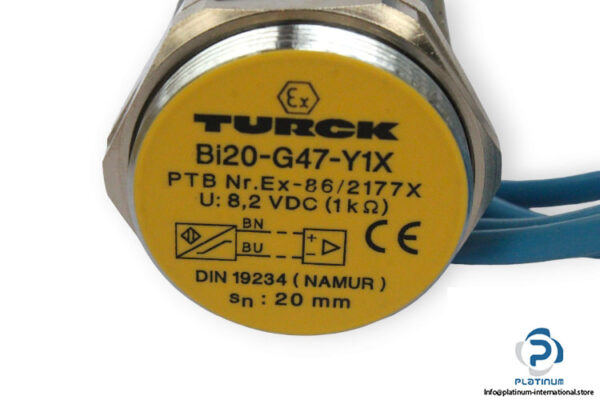 Ex
TURCK
Bi20-G47-Y1X
PTB Nr.Ex-86/2177X
U: 8,2 VDC (1kΩ)
BN
BU
+
-
CE
DIN 19234 ( NAMUR )
sn : 20 mm
P
PLATINUM
Info@platinum-international.store